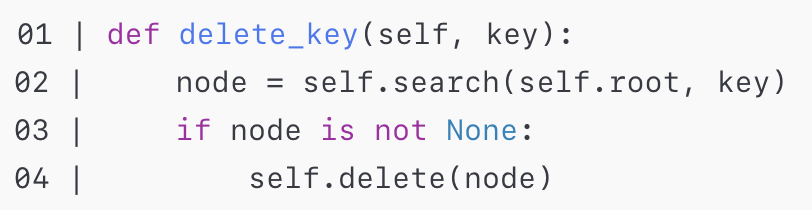 01 | def delete_key(self, key):
02 |     node = self.search(self.root, key)
03 |     if node is not None:
04 |         self.delete(node)